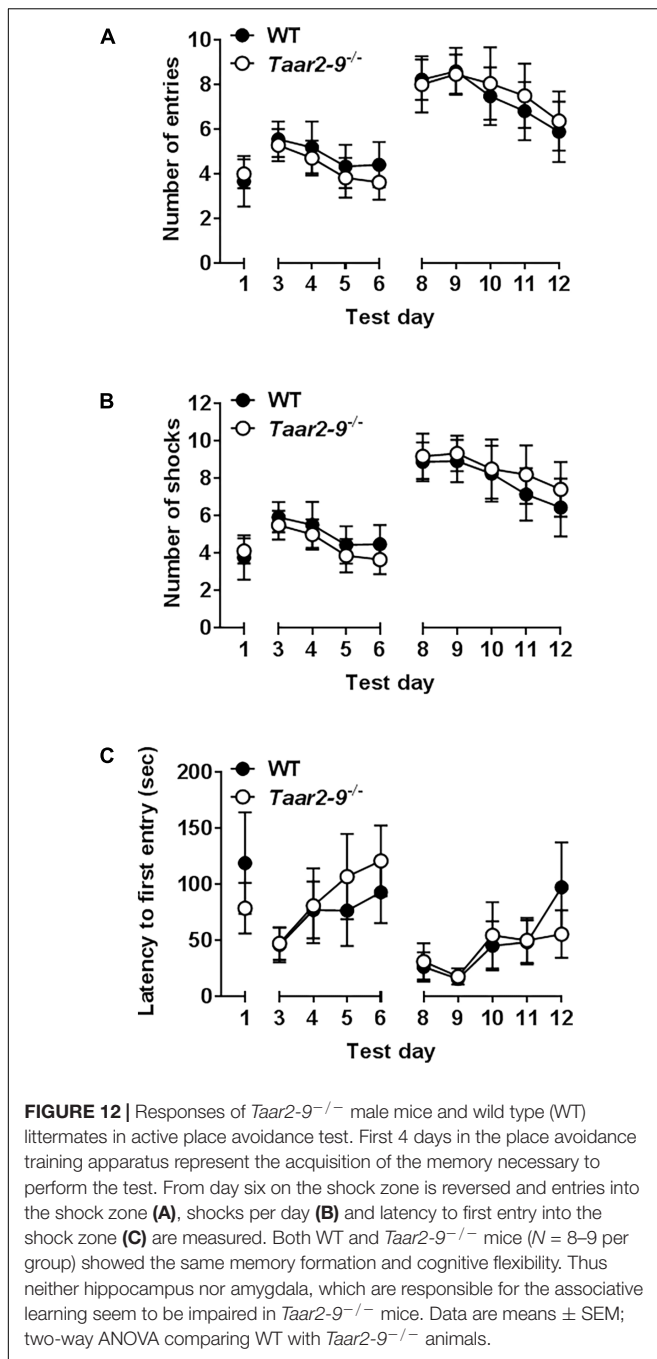 A
WT
Taar2-9-/-
Number of entries
10
8
6
4
2
0
1 3 4 5 6 8 9 10 11 12
Test day
B
WT
Taar2-9-/-
Number of shocks
12
10
8
6
4
2
0
1 3 4 5 6 8 9 10 11 12
Test day
C
WT
Taar2-9-/-
Latency to first entry (sec)
200
150
100
50
0
1 3 4 5 6 8 9 10 11 12
Test day
FIGURE 12 | Responses of Taar2-9−/− male mice and wild type (WT)
littermates in active place avoidance test. First 4 days in the place avoidance
training apparatus represent the acquisition of the memory necessary to
perform the test. From day six on the shock zone is reversed and entries into
the shock zone (A), shocks per day (B) and latency to first entry into the
shock zone (C) are measured. Both WT and Taar2-9−/− mice (N = 8–9 per
group) showed the same memory formation and cognitive flexibility. Thus
neither hippocampus nor amygdala, which are responsible for the associative
learning seem to be impaired in Taar2-9−/− mice. Data are means ± SEM;
two-way ANOVA comparing WT with Taar2-9−/− animals.